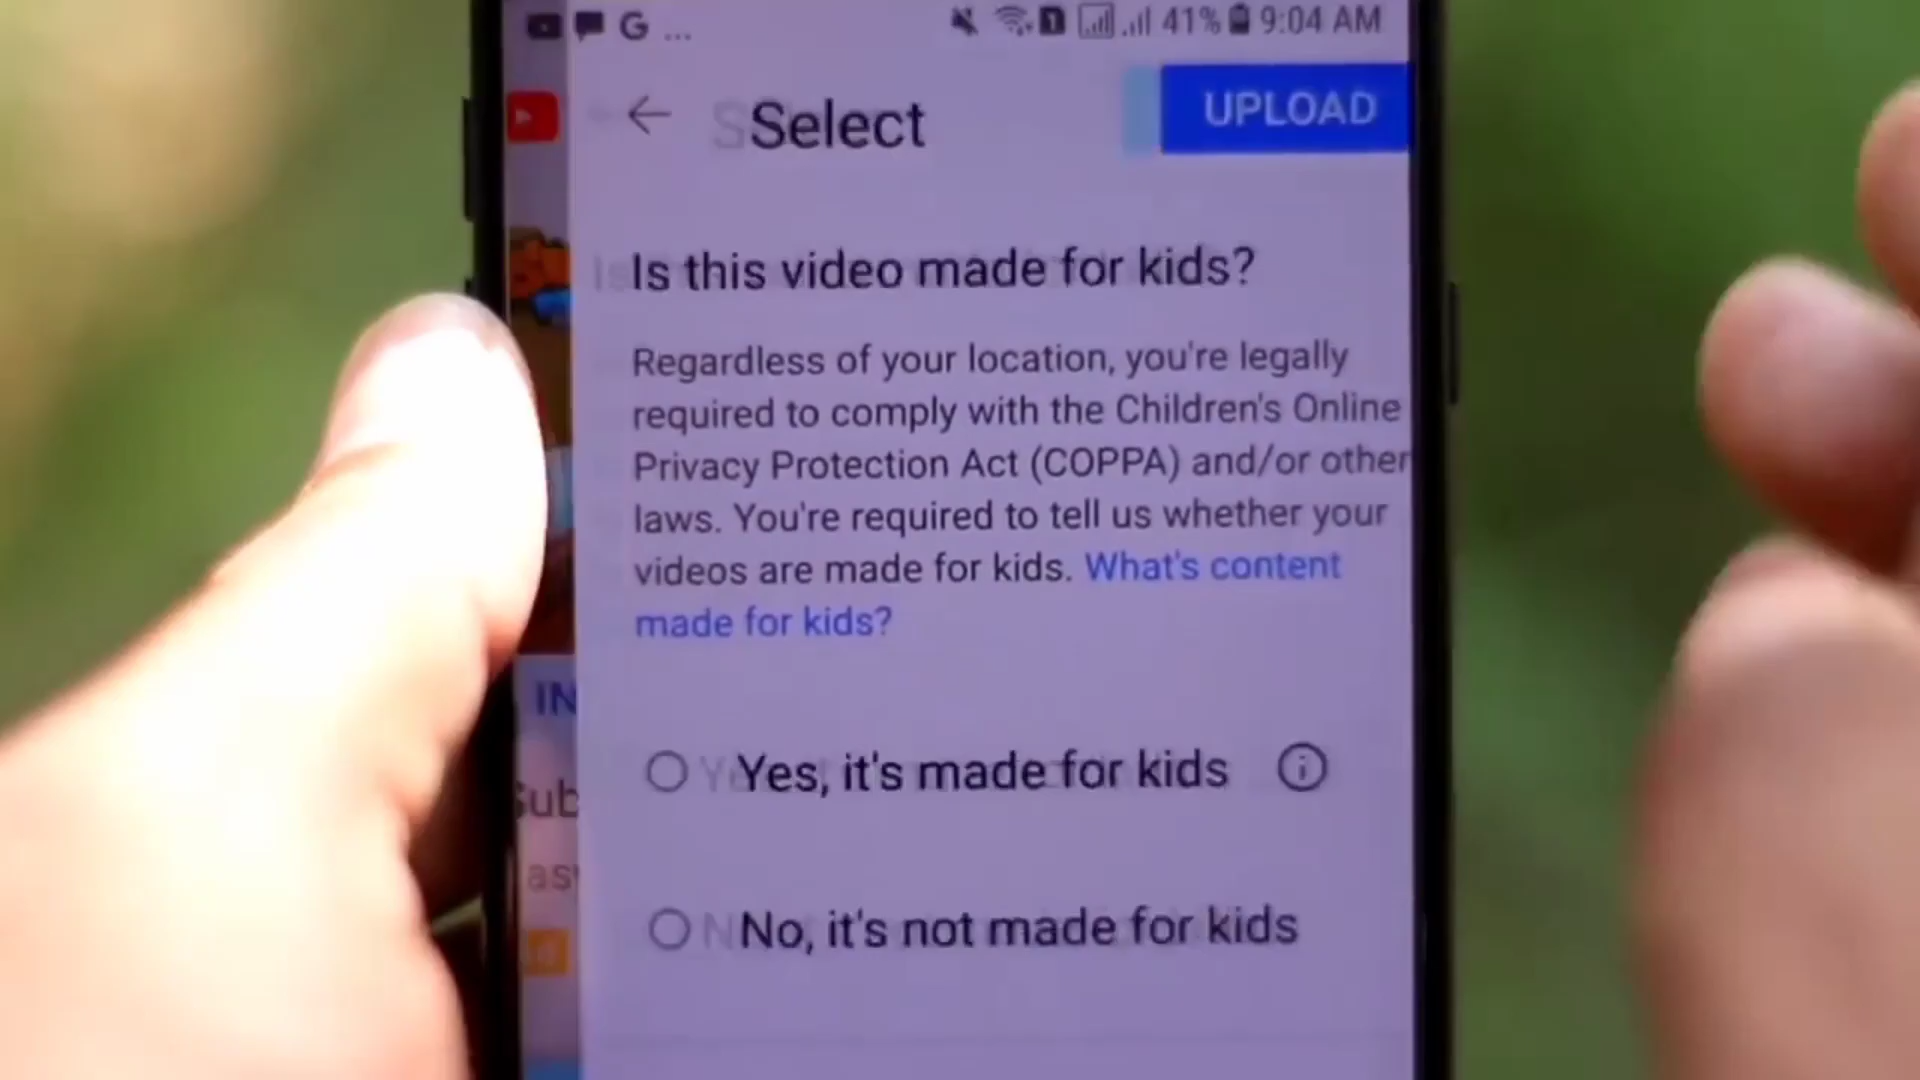 G ... 1 41% 9:04 AM
Select
UPLOAD
Is this video made for kids?
Regardless of your location, you're legally
required to comply with the Children's Online
Privacy Protection Act (COPPA) and/or other
laws. You're required to tell us whether your
videos are made for kids. What's content
made for kids?
IN
Yes, it's made for kids
Sub
No, it's not made for kids